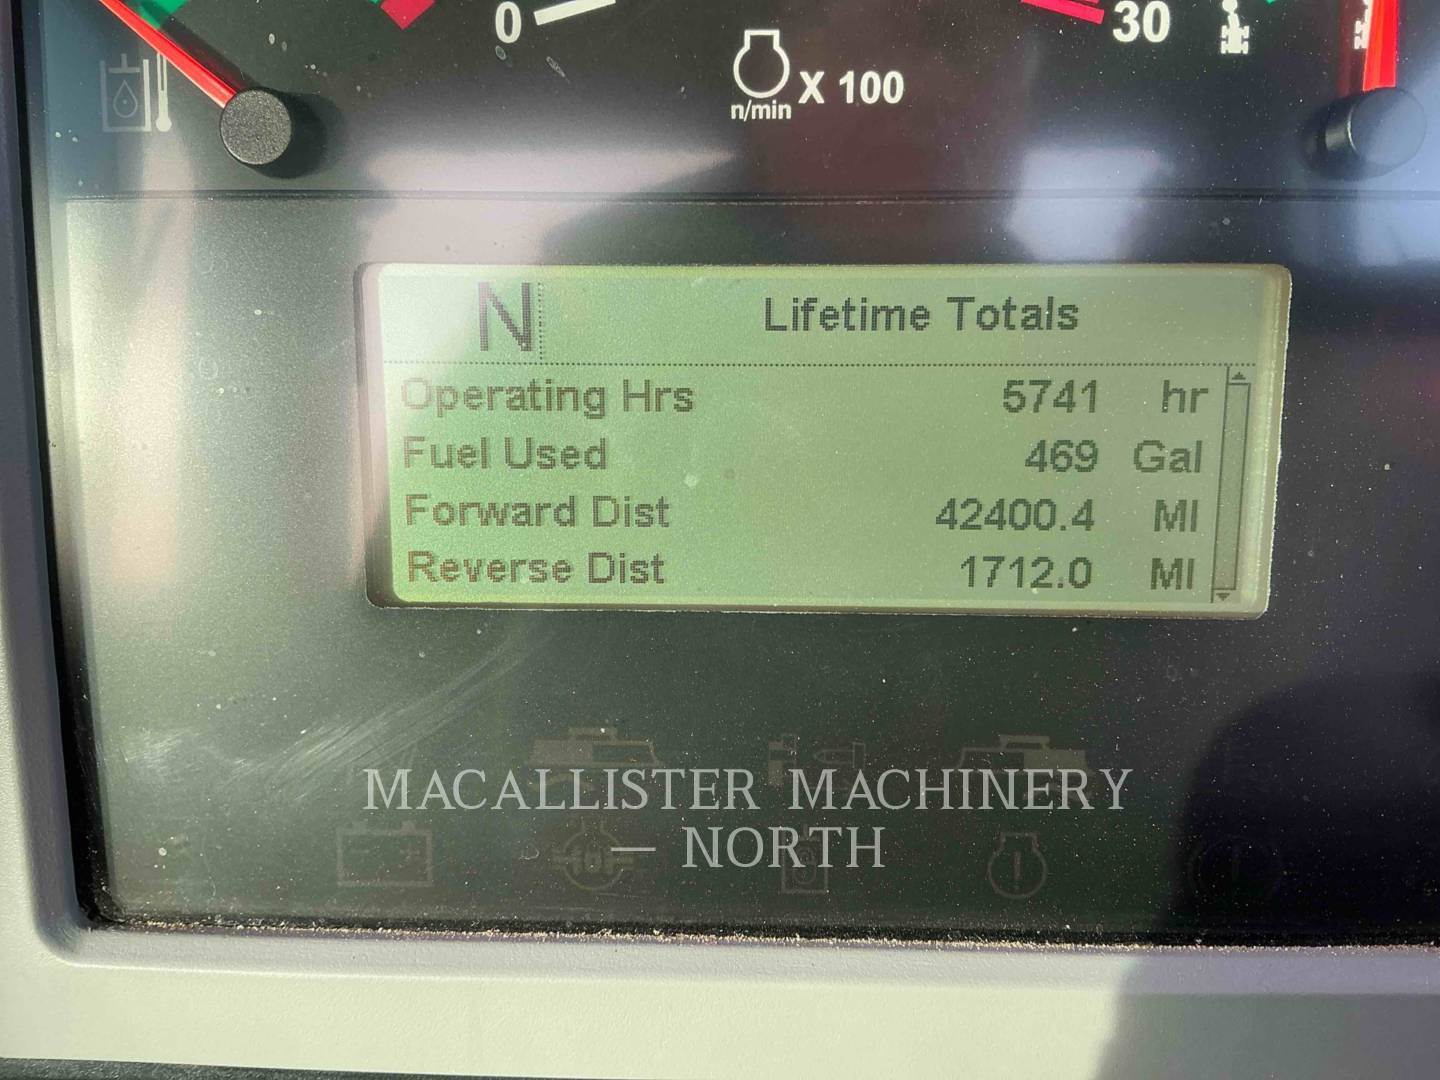 0
30
n/min X 100
N Lifetime Totals
Operating Hrs 5741 hr
Fuel Used 469 Gal
Forward Dist 42400.4 MI
Reverse Dist 1712.0 MI
MACALLISTER MACHINERY
— NORTH